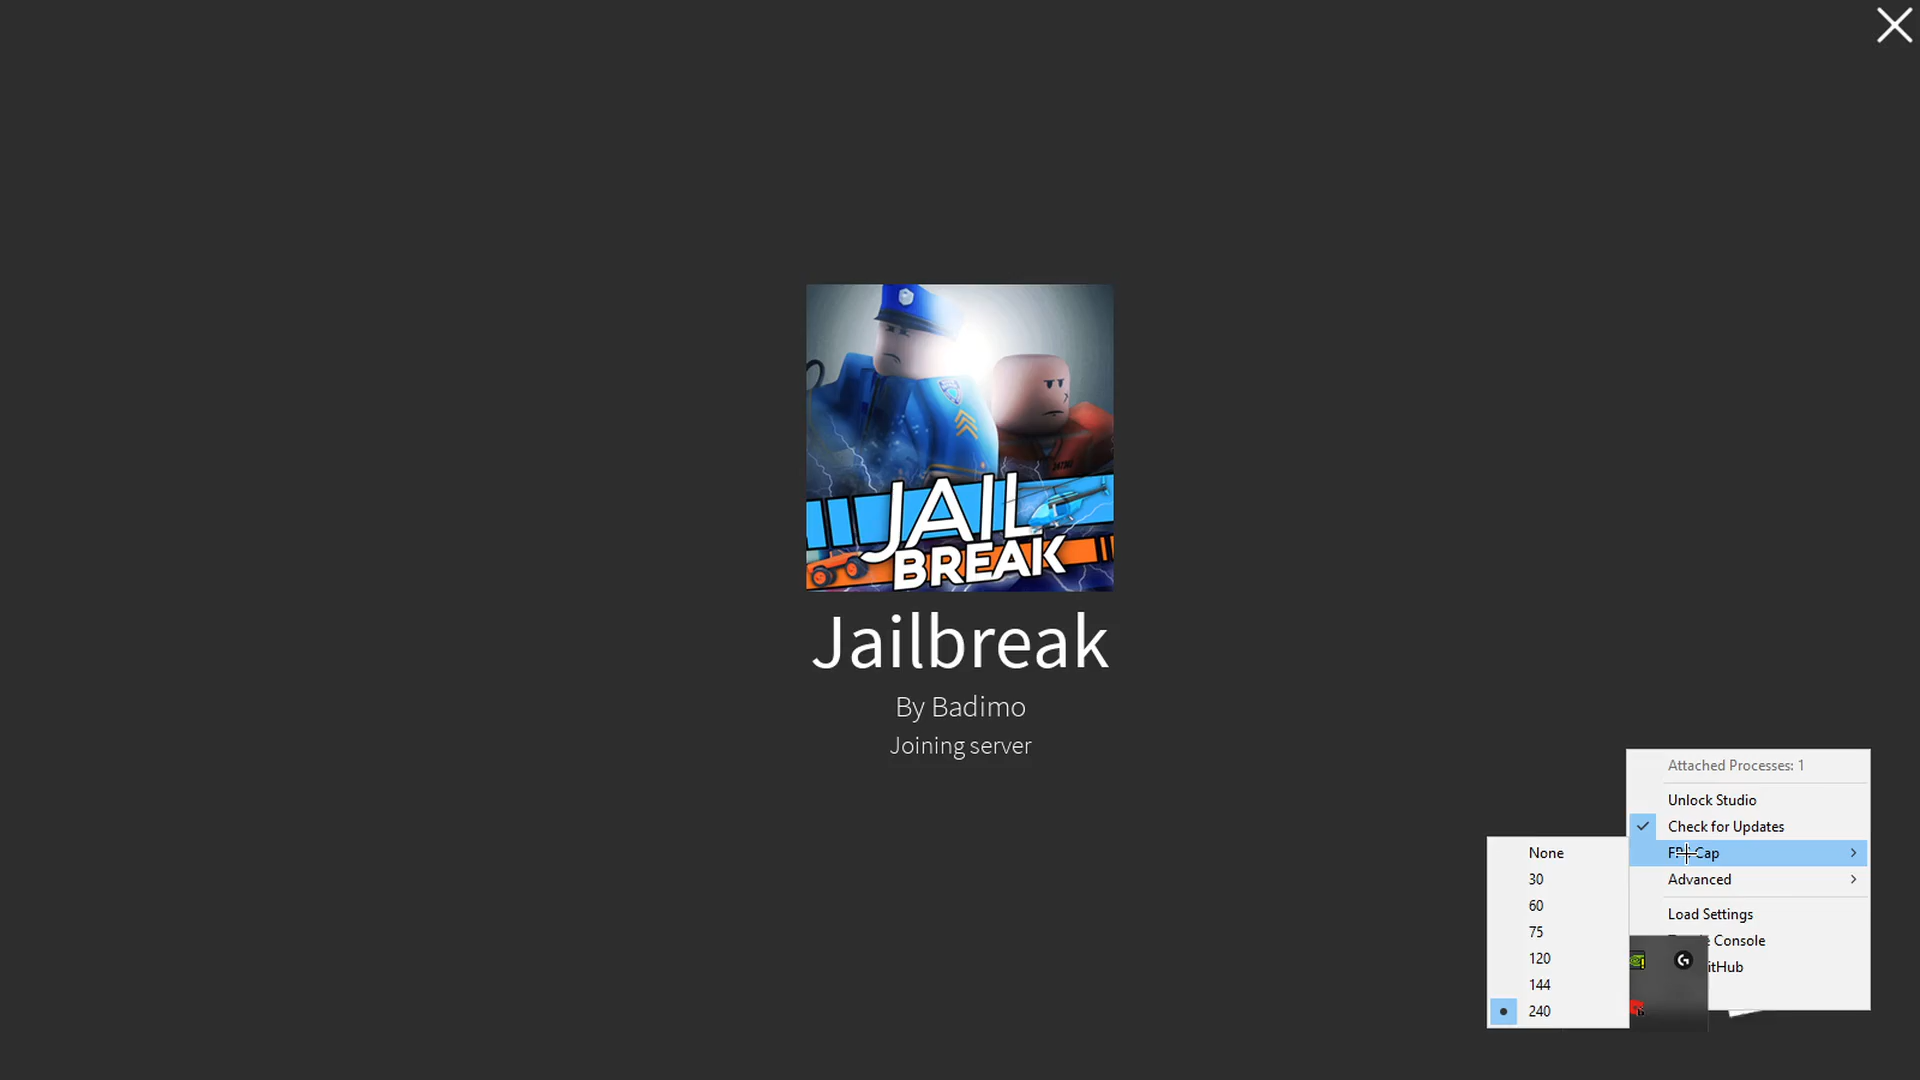 JAIL
BREAK
Jailbreak
By Badimo
Joining server
Attached Processes: 1
Unlock Studio
Check for Updates
Cap
Advanced
Load Settings
Console
None
30
60
75
120
144
240